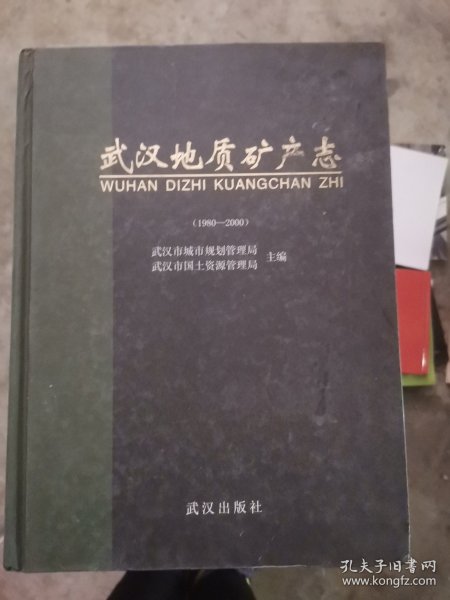 武汉地质矿产志
WUHAN DIZHI KUANGCHAN ZHI
(1980—2000)
武汉市城市规划管理局
武汉市国土资源管理局
主编
武汉出版社
孔夫子旧书网
www.kongfz.com